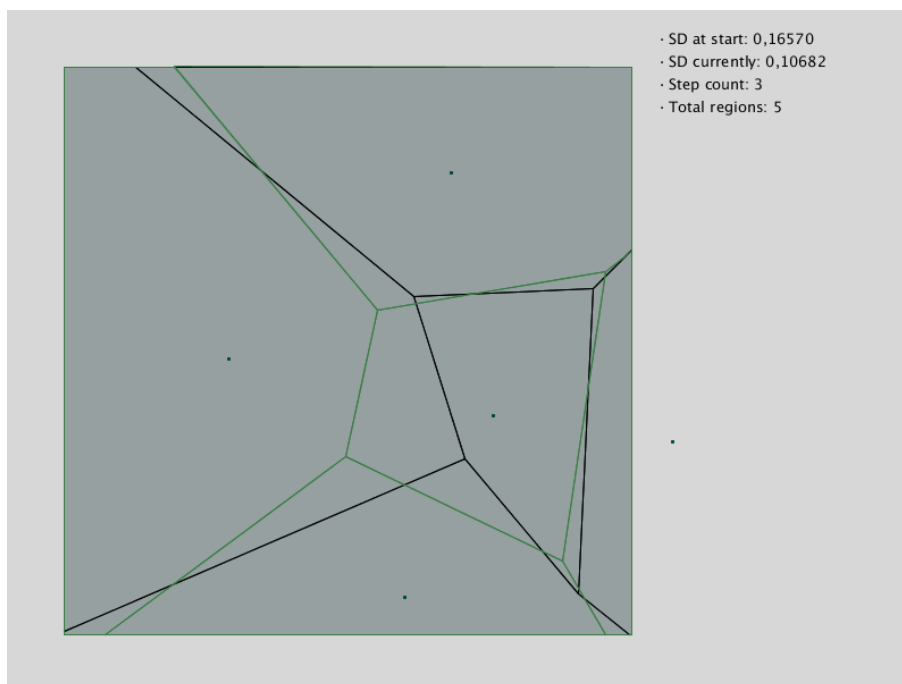 · SD at start: 0,16570
· SD currently: 0,10682
· Step count: 3
· Total regions: 5